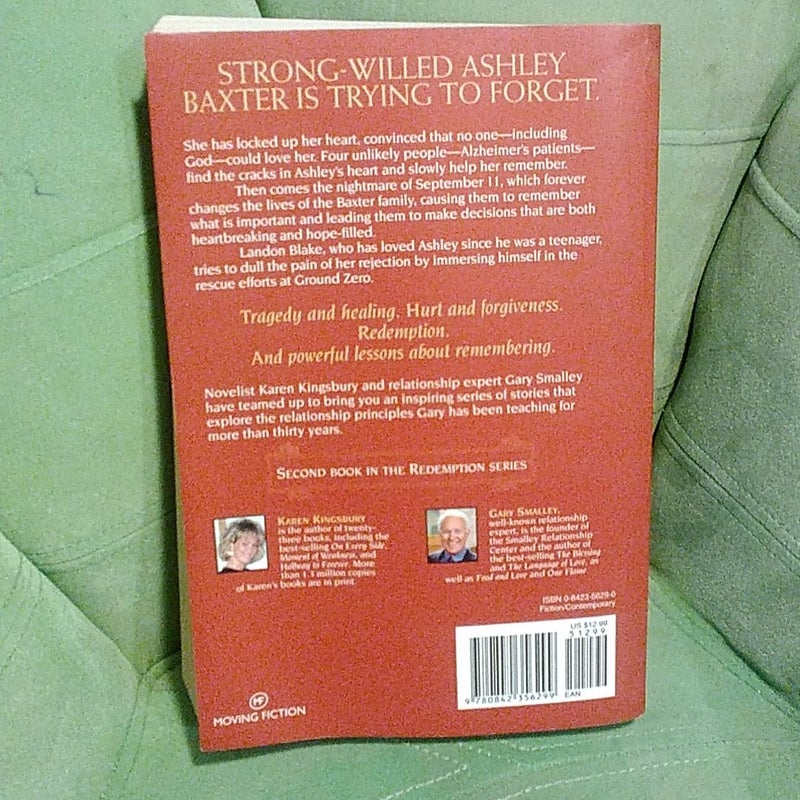 STRONG-WILLED ASHLEY
BAXTER IS TRYING TO FORGET.
She has locked up her heart, convinced that no one—including
God—could love her. Four unlikely people—Alzheimer's patients—
find the cracks in Ashley's heart and slowly help her remember.
Then comes the nightmare of September 11, which forever
changes the lives of the Baxter family, causing them to remember
what is important and leading them to make decisions that are both
heartbreaking and hope-filled.
Landon Blake, who has loved Ashley since he was a teenager,
tries to dull the pain of her rejection by immersing himself in the
rescue efforts at Ground Zero.
Tragedy and healing. Hurt and forgiveness.
Redemption.
And powerful lessons about remembering.
Novelist Karen Kingsbury and relationship expert Gary Smalley
have teamed up to bring you an inspiring series of stories that
explore the relationship principles Gary has been teaching for
more than thirty years.
SECOND BOOK IN THE REDEMPTION SERIES
KAREN KINGSBURY
is the author of twenty-
three books, including the
best-selling On Every Side,
Moment of Weakness, and
Halfway to Forever. More
than 1.3 million copies
of Karen's books are in print.
GARY SMALLEY,
well-known relationship
expert, is the founder of
the Smalley Relationship
Center and the author of
the best-selling The Blessing
and The Language of Love, as
well as Food and Love and One Flame.
ISBN 0-8423-5629-0
Fiction/Contemporary
US $12.99
51299
9 780842 356299
EAN
MF
MOVING FICTION